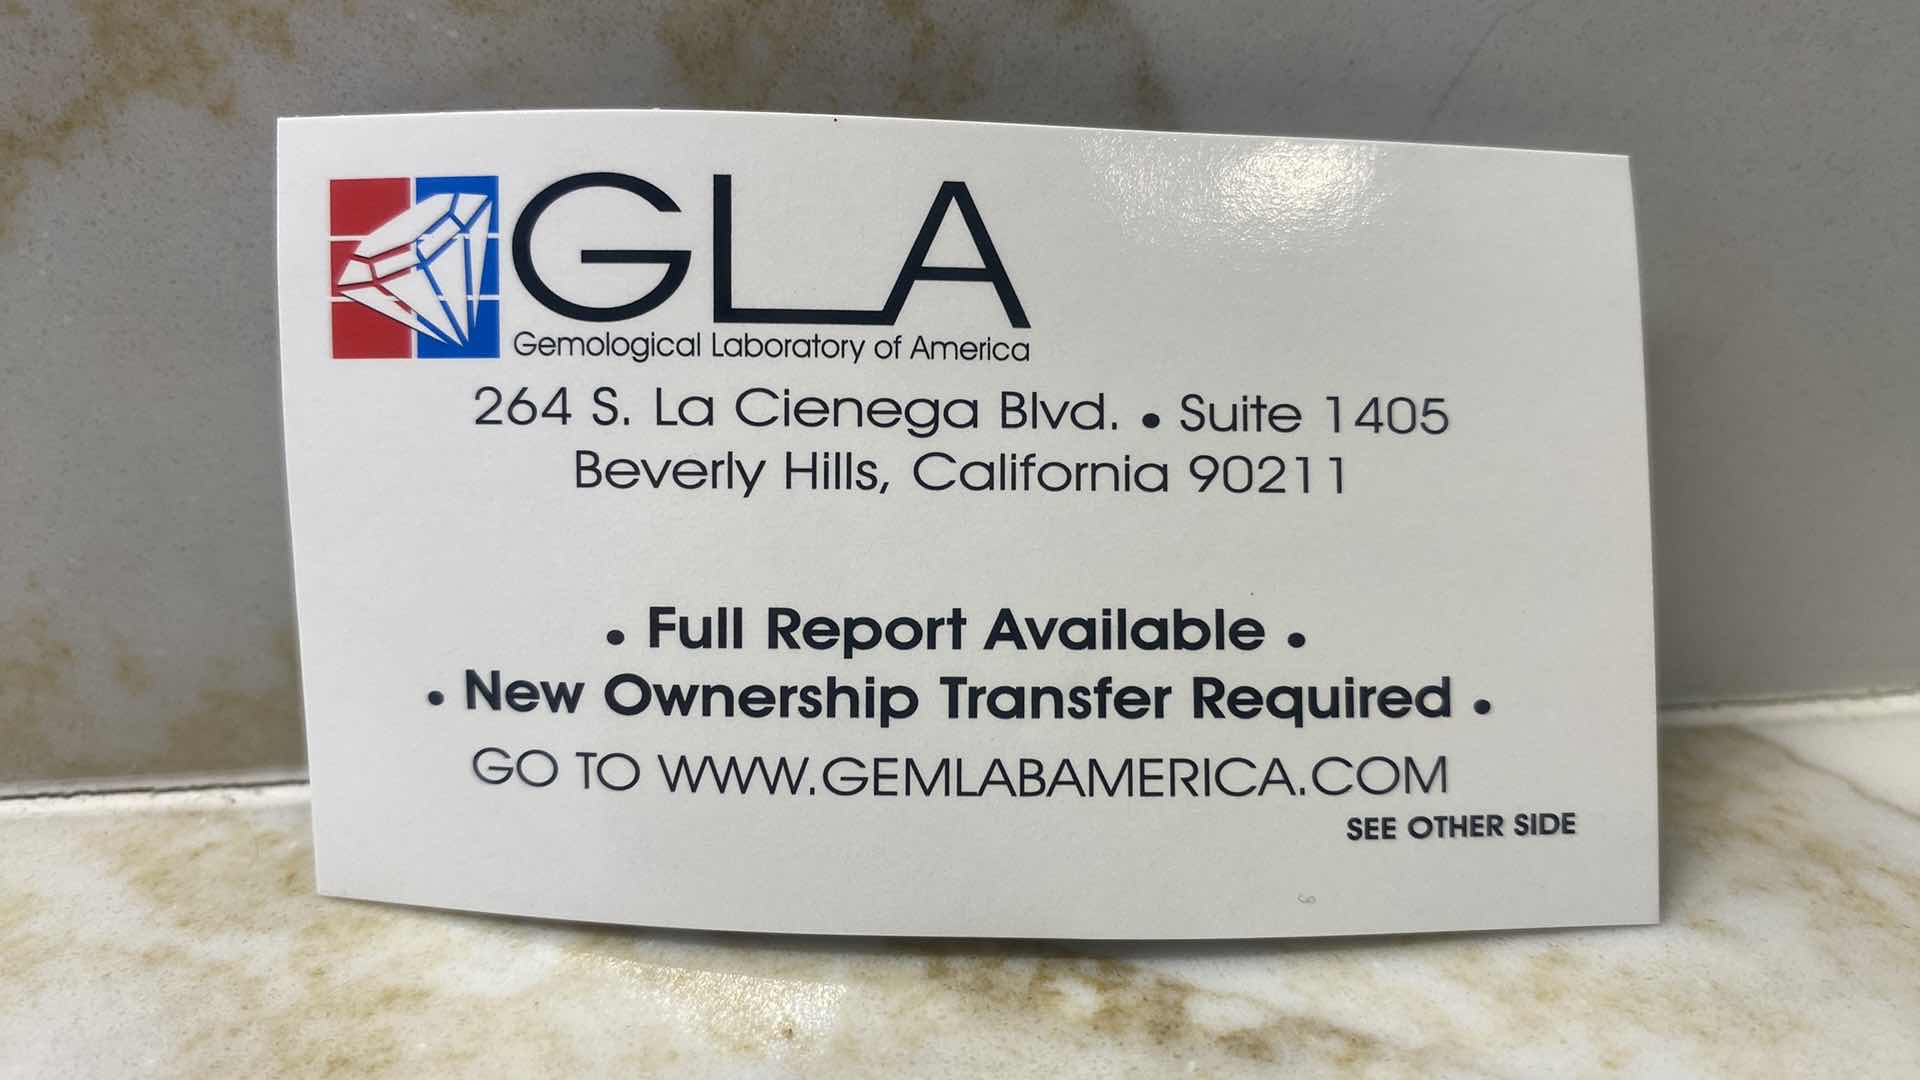 GLA
Gemological Laboratory of America
264 S. La Cienega Blvd. • Suite 1405
Beverly Hills, California 90211
• Full Report Available •
• New Ownership Transfer Required •
GO TO WWW.GEMLABAMERICA.COM
SEE OTHER SIDE